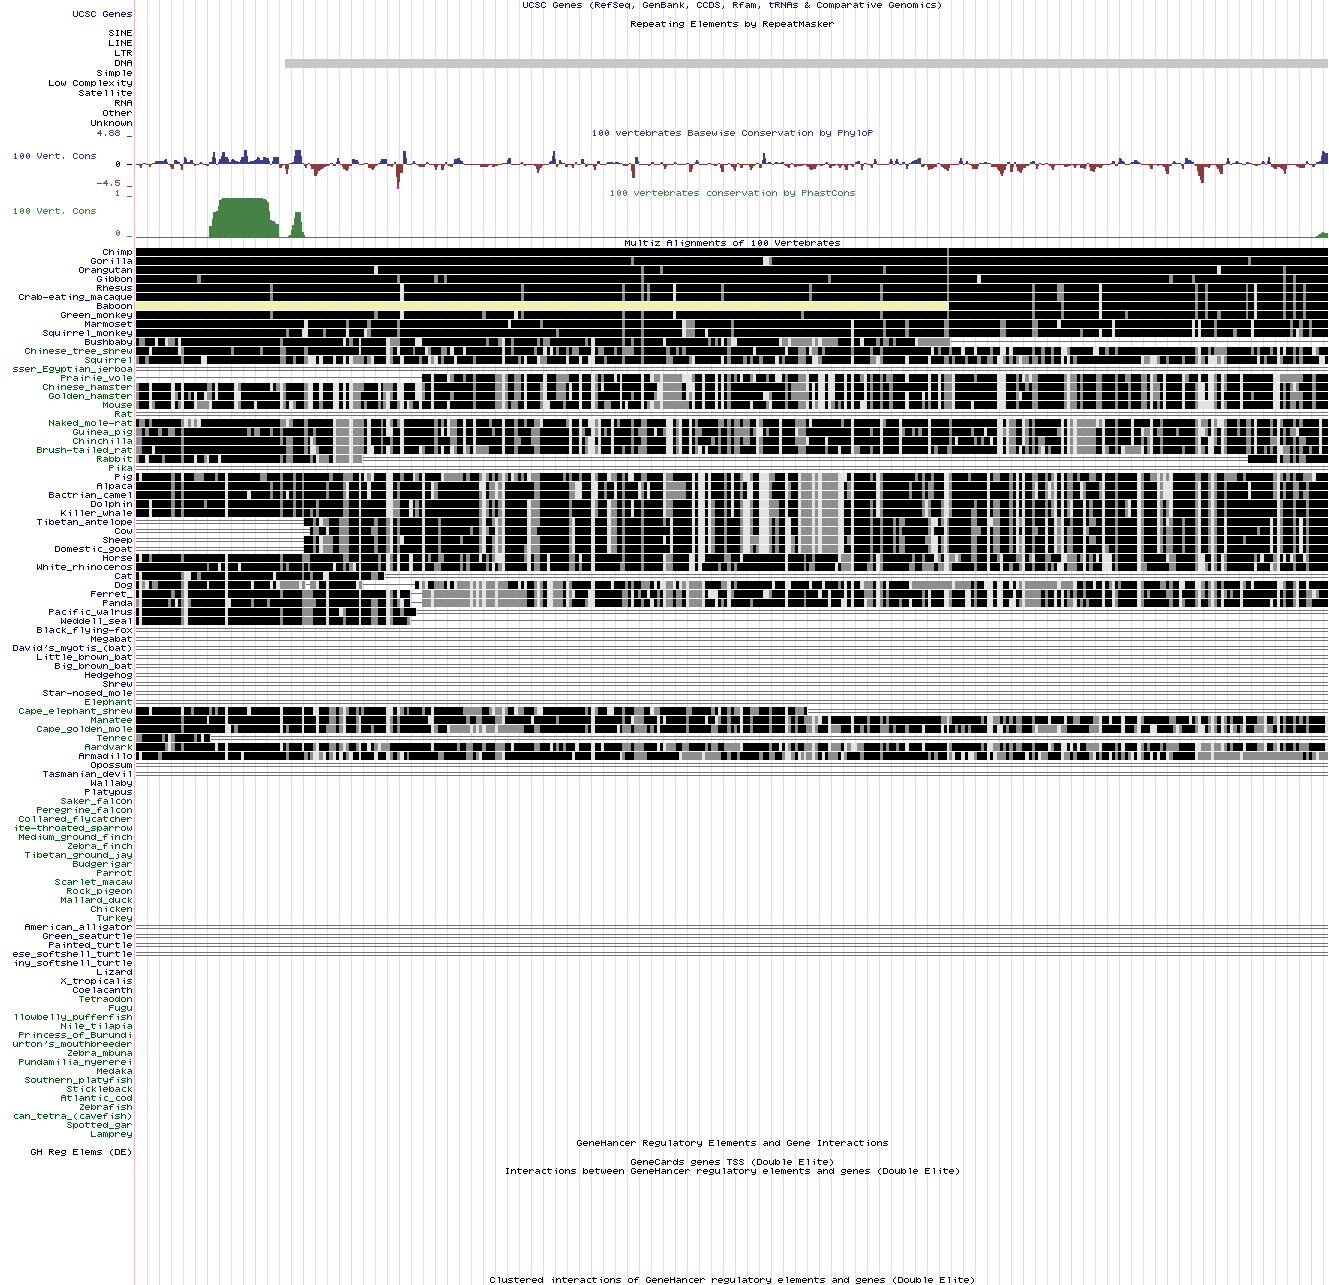 UCSC Genes (RefSeq, GenBank, CCDS, Rfam, tRNAs & Comparative Genomics)
UCSC Genes
Repeating Elements by RepeatMasker
SINE
LINE
LTR
DNA
Simple
Low Complexity
Satellite
RNA
Other
Unknown
4.88 _
100 vertebrates Basewise Conservation by PhyloP
100 Vert. Cons
0 _
-4.5 _
100 vertebrates conservation by PhastCons
1 _
100 Vert. Cons
0 _
Multiz Alignments of 100 Vertebrates
Chimp
Gorilla
Orangutan
Gibbon
Rhesus
Crab-eating_macaque
Baboon
Green_monkey
Marmoset
Squirrel_monkey
Bushbaby
Chinese_tree_shrew
Squirrel
sser_Egyptian_jerboa
Prairie_vole
Chinese_hamster
Golden_hamster
Mouse
Rat
Naked_mole-rat
Guinea_pig
Chinchilla
Brush-tailed_rat
Rabbit
Pika
Pig
Alpaca
Bactrian_camel
Dolphin
Killer_whale
Tibetan_antelope
Cow
Sheep
Domestic_goat
Horse
White_rhinoceros
Cat
Dog
Ferret_
Panda
Pacific_walrus
Weddell_seal
Black_flying-fox
Megabat
David's_myotis_(bat)
Little_brown_bat
Big_brown_bat
Hedgehog
Shrew
Star-nosed_mole
Elephant
Cape_elephant_shrew
Manatee
Cape_golden_mole
Tenrec
Aardvark
Armadillo
Opossum
Tasmanian_devil
Wallaby
Platypus
Saker_falcon
Peregrine_falcon
Collared_flycatcher
ite-throated_sparrow
Medium_ground_finch
Zebra_finch
Tibetan_ground_jay
Budgerigar
Parrot
Scarlet_macaw
Rock_pigeon
Mallard_duck
Chicken
Turkey
American_alligator
Green_seaturtle
Painted_turtle
ese_softshell_turtle
iny_softshell_turtle
Lizard
X_tropicalis
Coelacanth
Tetraodon
Fugu
llowbelly_pufferfish
Nile_tilapia
Princess_of_Burundi
urton's_mouthbreeder
Zebra_mbuna
Pundamilia_nyererei
Medaka
Southern_platyfish
Stickleback
Atlantic_cod
Zebrafish
can_tetra_(cavefish)
Spotted_gar
Lamprey
GeneHancer Regulatory Elements and Gene Interactions
GH Reg Elems (DE)
GeneCards genes TSS (Double Elite)
Interactions between GeneHancer regulatory elements and genes (Double Elite)
Clustered interactions of GeneHancer regulatory elements and genes (Double Elite)